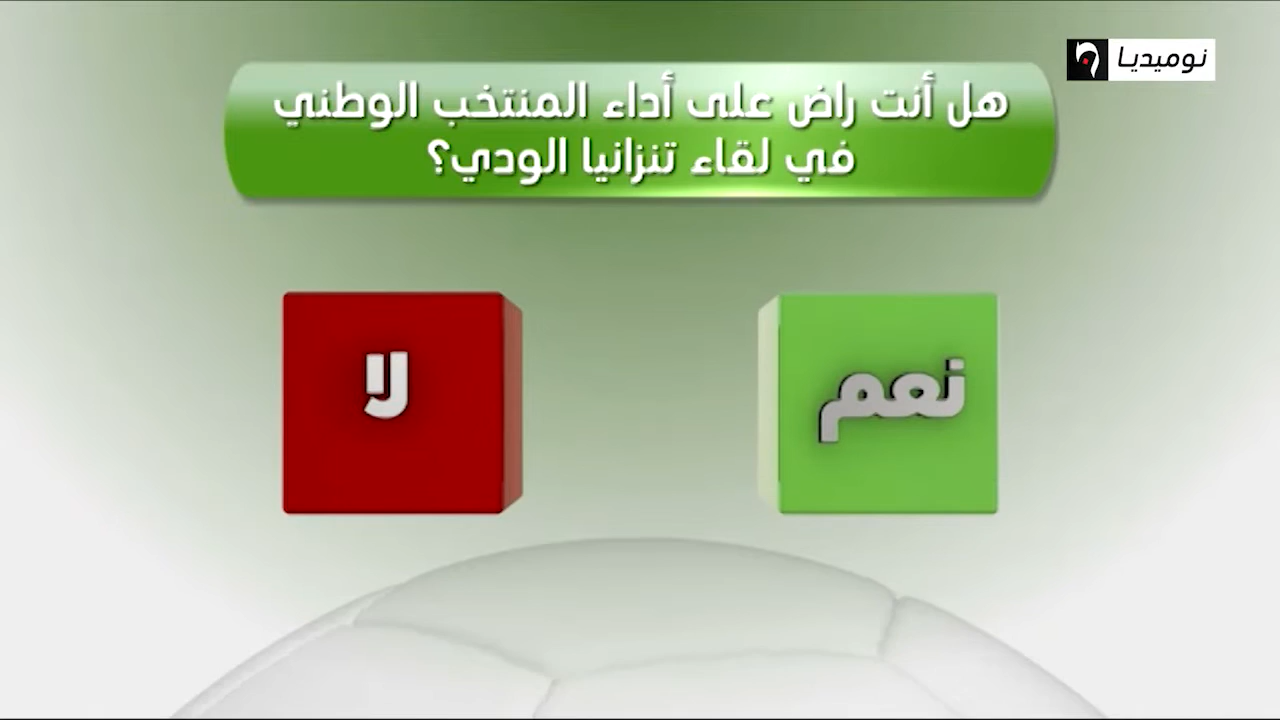 نوميديا
هل أنت راض على أداء المنتخب الوطني
في لقاء تنزانيا الودي؟
نعم
لا